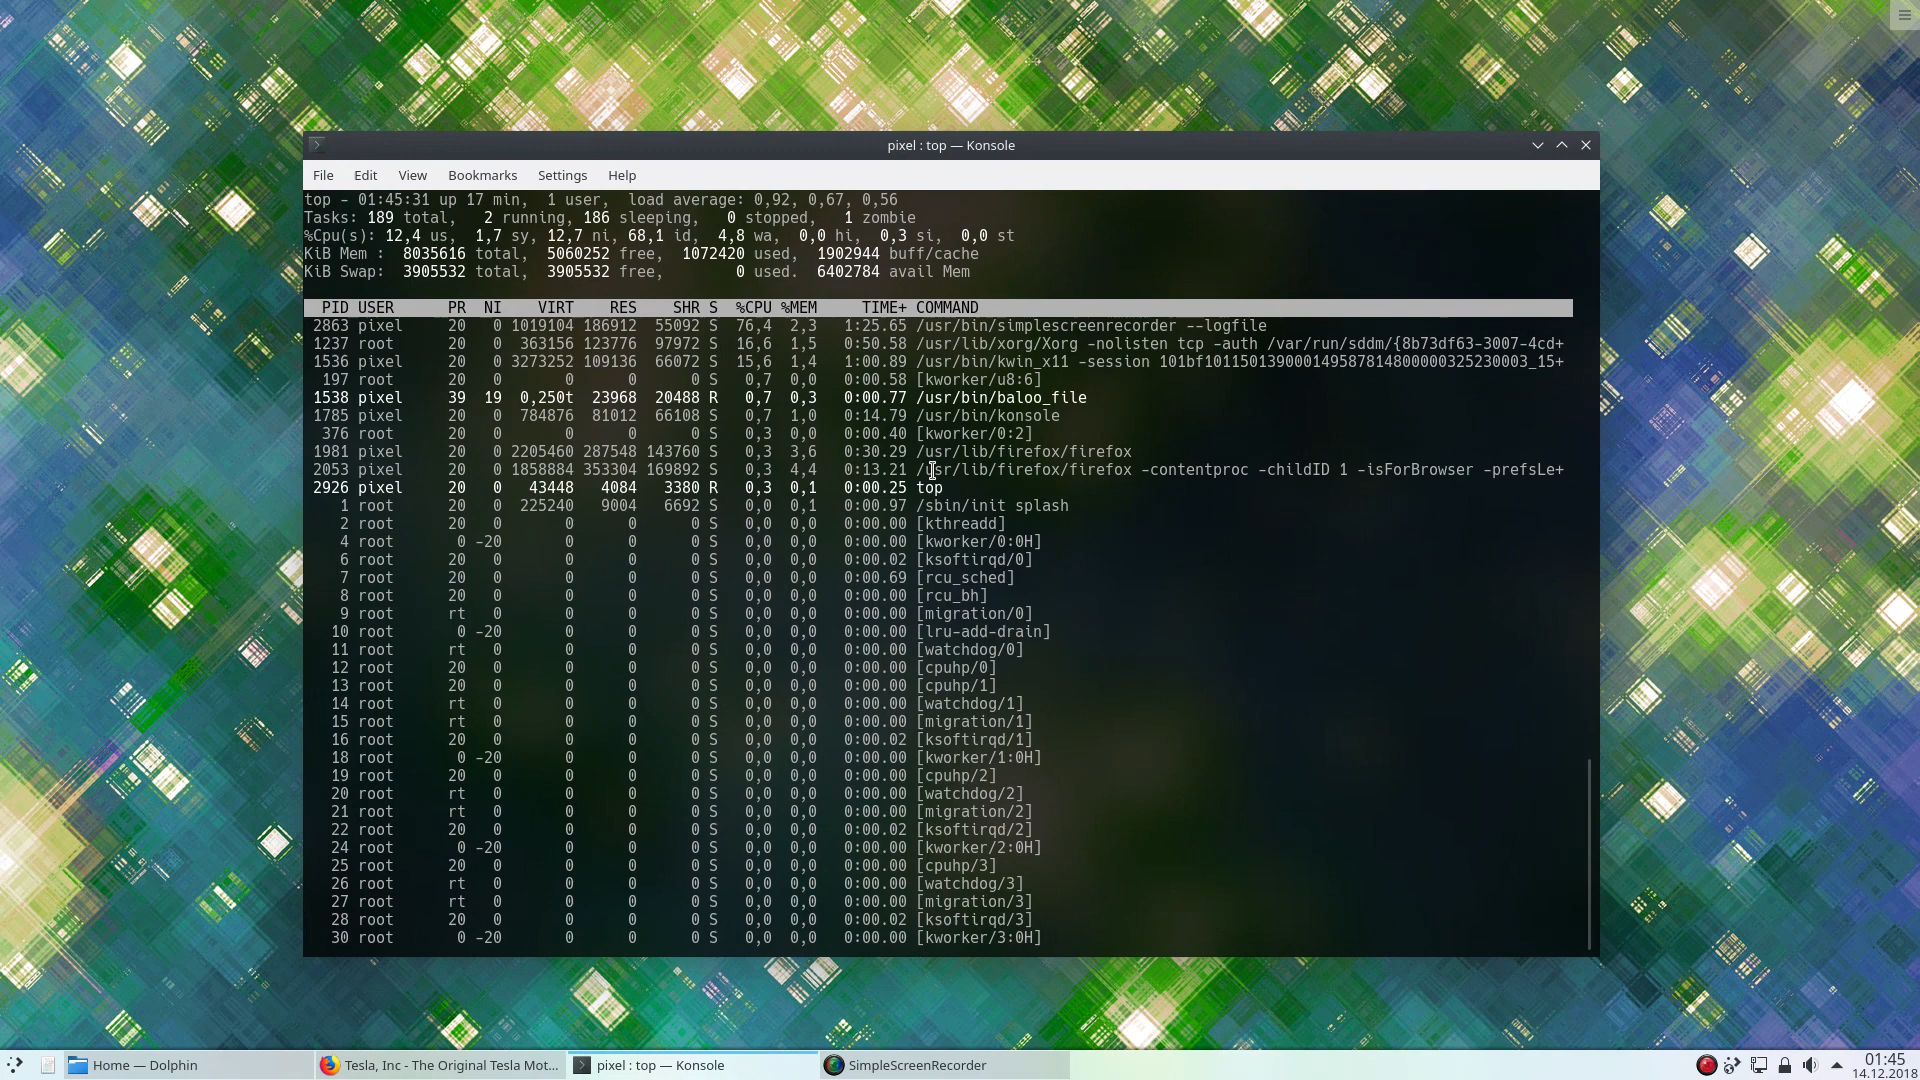 pixel : top — Konsole
File Edit View Bookmarks Settings Help
top - 01:45:31 up 17 min,  1 user,  load average: 0,92, 0,67, 0,56
Tasks: 189 total,   2 running, 186 sleeping,   0 stopped,   1 zombie
%Cpu(s): 12,4 us,  1,7 sy, 12,7 ni, 68,1 id,  4,8 wa,  0,0 hi,  0,3 si,  0,0 st
KiB Mem :  8035616 total,  5060252 free,  1072420 used,  1902944 buff/cache
KiB Swap:  3905532 total,  3905532 free,        0 used.  6402784 avail Mem
PID USER PR NI VIRT RES SHR S %CPU %MEM TIME+ COMMAND
2863 pixel 20 0 1019104 186912 55092 S 76,4 2,3 1:25.65 /usr/bin/simplescreenrecorder --logfile
1237 root 20 0 363156 123776 97972 S 16,6 1,5 0:50.58 /usr/lib/xorg/Xorg -nolisten tcp -auth /var/run/sddm/{8b73df63-3007-4cd+
1536 pixel 20 0 3273252 109136 66072 S 15,6 1,4 1:00.89 /usr/bin/kwin_x11 -session 101bf101150139000149587814800000325230003_15+
197 root 20 0 0 0 0 S 0,7 0,0 0:00.58 [kworker/u8:6]
1538 pixel 39 19 0,250t 23968 20488 R 0,7 0,3 0:00.77 /usr/bin/baloo_file
1785 pixel 20 0 784876 81012 66108 S 0,7 1,0 0:14.79 /usr/bin/konsole
376 root 20 0 0 0 0 S 0,3 0,0 0:00.40 [kworker/0:2]
1981 pixel 20 0 2205460 287548 143760 S 0,3 3,6 0:30.29 /usr/lib/firefox/firefox
2053 pixel 20 0 1858884 353304 169892 S 0,3 4,4 0:13.21 /usr/lib/firefox/firefox -contentproc -childID 1 -isForBrowser -prefsLe+
2926 pixel 20 0 43448 4084 3380 R 0,3 0,1 0:00.25 top
1 root 20 0 225240 9004 6692 S 0,0 0,1 0:00.97 /sbin/init splash
2 root 20 0 0 0 0 S 0,0 0,0 0:00.00 [kthreadd]
4 root 0 -20 0 0 0 S 0,0 0,0 0:00.00 [kworker/0:0H]
6 root 20 0 0 0 0 S 0,0 0,0 0:00.02 [ksoftirqd/0]
7 root 20 0 0 0 0 S 0,0 0,0 0:00.69 [rcu_sched]
8 root 20 0 0 0 0 S 0,0 0,0 0:00.00 [rcu_bh]
9 root rt 0 0 0 0 S 0,0 0,0 0:00.00 [migration/0]
10 root 0 -20 0 0 0 S 0,0 0,0 0:00.00 [lru-add-drain]
11 root rt 0 0 0 0 S 0,0 0,0 0:00.00 [watchdog/0]
12 root 20 0 0 0 0 S 0,0 0,0 0:00.00 [cpuhp/0]
13 root 20 0 0 0 0 S 0,0 0,0 0:00.00 [cpuhp/1]
14 root rt 0 0 0 0 S 0,0 0,0 0:00.00 [watchdog/1]
15 root rt 0 0 0 0 S 0,0 0,0 0:00.00 [migration/1]
16 root 20 0 0 0 0 S 0,0 0,0 0:00.02 [ksoftirqd/1]
18 root 0 -20 0 0 0 S 0,0 0,0 0:00.00 [kworker/1:0H]
19 root 20 0 0 0 0 S 0,0 0,0 0:00.00 [cpuhp/2]
20 root rt 0 0 0 0 S 0,0 0,0 0:00.00 [watchdog/2]
21 root rt 0 0 0 0 S 0,0 0,0 0:00.00 [migration/2]
22 root 20 0 0 0 0 S 0,0 0,0 0:00.02 [ksoftirqd/2]
24 root 0 -20 0 0 0 S 0,0 0,0 0:00.00 [kworker/2:0H]
25 root 20 0 0 0 0 S 0,0 0,0 0:00.00 [cpuhp/3]
26 root rt 0 0 0 0 S 0,0 0,0 0:00.00 [watchdog/3]
27 root rt 0 0 0 0 S 0,0 0,0 0:00.00 [migration/3]
28 root 20 0 0 0 0 S 0,0 0,0 0:00.02 [ksoftirqd/3]
30 root 0 -20 0 0 0 S 0,0 0,0 0:00.00 [kworker/3:0H]
Home — Dolphin
Tesla, Inc - The Original Tesla Mot...
pixel : top — Konsole
SimpleScreenRecorder
01:45
14.12.2018